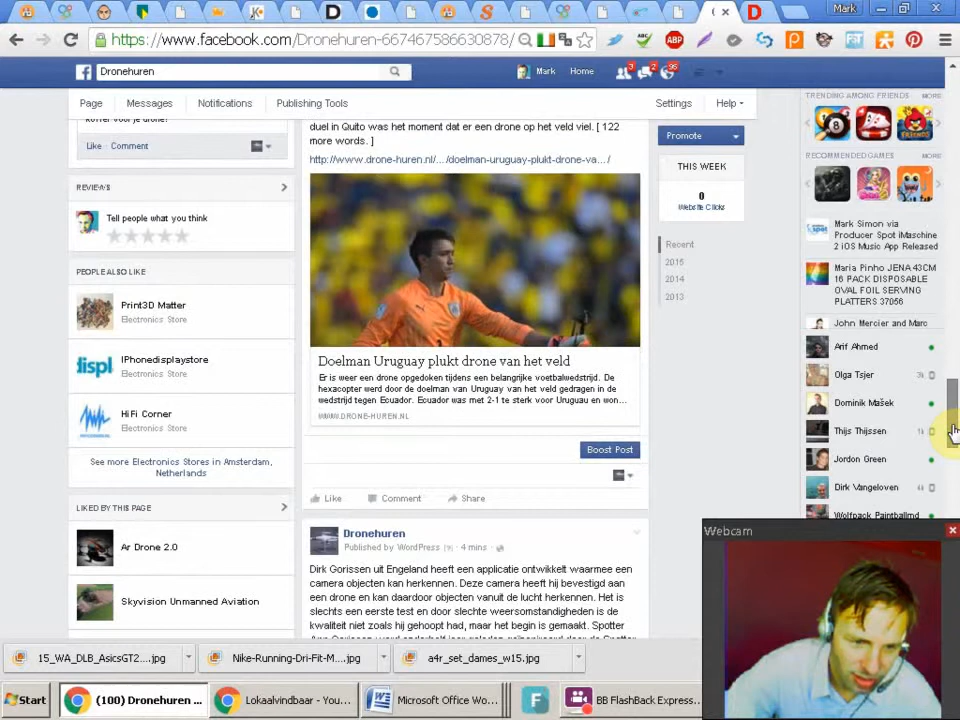 Mark
https://www.facebook.com/Dronehuren-667467586630878/
Dronehuren
Mark
Home
3
2
95
Page
Messages
Notifications
Publishing Tools
Settings
Help
Like · Comment
REVIEWS
Tell people what you think
PEOPLE ALSO LIKE
Print3D Matter
Electronics Store
IPhonedisplaystore
Electronics Store
HiFi Corner
Electronics Store
See more Electronics Stores in Amsterdam,
Netherlands
LIKED BY THIS PAGE
Ar Drone 2.0
Skyvision Unmanned Aviation
duel in Quito was het moment dat er een drone op het veld viel. [ 122
more words. ]
http://www.drone-huren.nl/.../doelman-uruguay-plukt-drone-va.../
Doelman Uruguay plukt drone van het veld
Er is weer een drone opgedoken tijdens een belangrijke voetbalwedstrijd. De
hexacopter werd door de doelman van Uruguay van het veld gedragen in de
wedstrijd tegen Ecuador. Ecuador was met 2-1 te sterk voor Uruguau en won...
WWW.DRONE-HUREN.NL
Boost Post
Like
Comment
Share
Dronehuren
Published by WordPress [?] · 4 mins ·
Dirk Gorissen uit Engeland heeft een applicatie ontwikkelt waarmee een
camera objecten kan herkennen. Deze camera heeft hij bevestigd aan
een drone en kan daardoor objecten vanuit de lucht herkennen. Het is
slechts een eerste test en door slechte weersomstandigheden is de
kwaliteit niet zoals hij gehoopt had, maar het begin is gemaakt. Spotter
Promote
THIS WEEK
0
Website Clicks
Recent
2015
2014
2013
TRENDING AMONG FRIENDS
MORE
RECOMMENDED GAMES
MORE
Mark Simon via
Producer Spot iMaschine
2 iOS Music App Released
Maria Pinho JENA 43CM
16 PACK DISPOSABLE
OVAL FOIL SERVING
PLATTERS 37056
John Mercier and Marc
Arif Ahmed
Olga Tsjer
Dominik Mašek
Thijs Thijssen
Jordon Green
Dirk Vangeloven
Wolfpack Paintballmd
Webcam
15_WA_DLB_AsicsGT2....jpg
Nike-Running-Dri-Fit-M....jpg
a4r_set_dames_w15.jpg
Start
(100) Dronehuren ...
Lokaalvindbaar - You...
Microsoft Office Wo...
F
BB FlashBack Express...